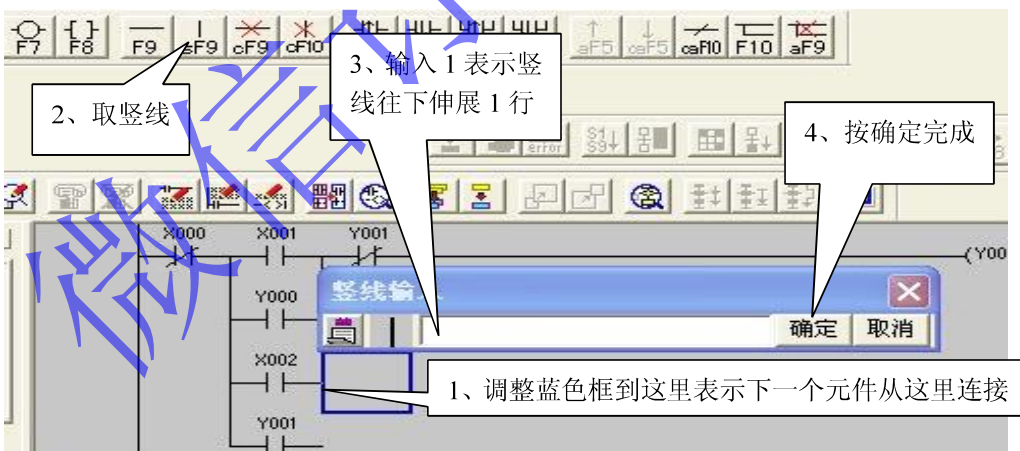 F7 F8 F9 sF9 cF9 cF10 aF5 caF5 caF10 F10 aF9
3、输入 1 表示竖
线往下伸展 1 行
2、取竖线
4、按确定完成
error
X000 X001 Y001
(Y00
Y000
竖线输
确定 取消
X002
1、调整蓝色框到这里表示下一个元件从这里连接
Y001
微信